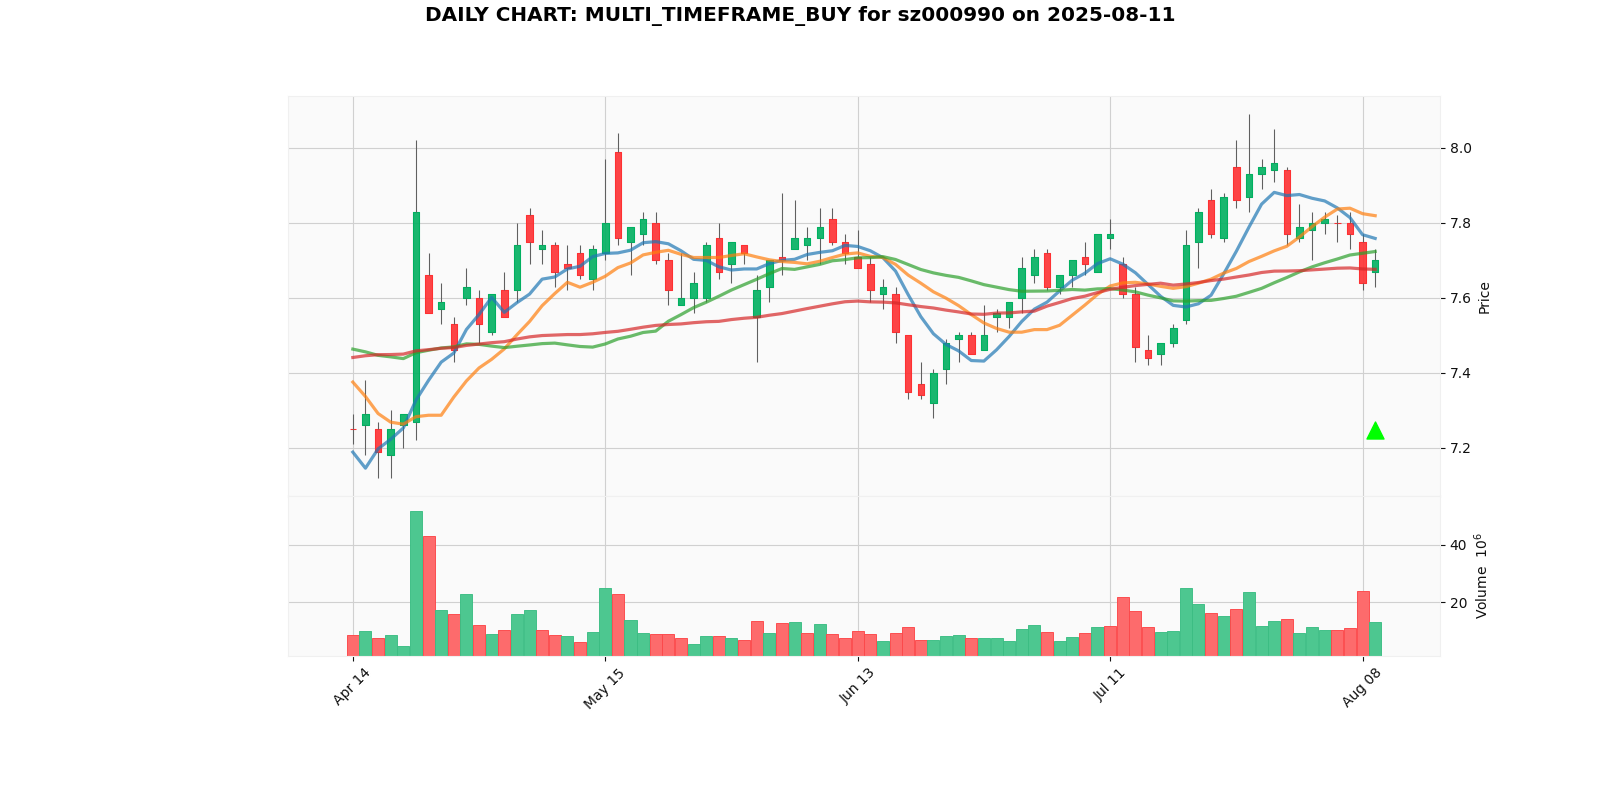 DAILY CHART: MULTI_TIMEFRAME_BUY for sz000990 on 2025-08-11
8.0
7.8
7.6
7.4
7.2
Price
40
20
Volume 10^6
Apr 14
May 15
Jun 13
Jul 11
Aug 08